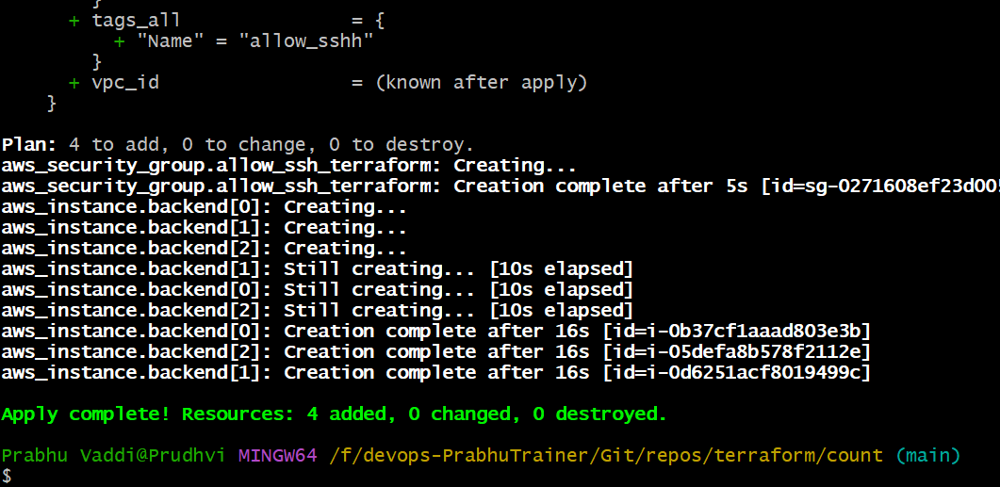 }
+ tags_all = {
+ "Name" = "allow_sshh"
}
+ vpc_id = (known after apply)
}
Plan: 4 to add, 0 to change, 0 to destroy.
aws_security_group.allow_ssh_terraform: Creating...
aws_security_group.allow_ssh_terraform: Creation complete after 5s [id=sg-0271608ef23d005
aws_instance.backend[0]: Creating...
aws_instance.backend[1]: Creating...
aws_instance.backend[2]: Creating...
aws_instance.backend[1]: Still creating... [10s elapsed]
aws_instance.backend[0]: Still creating... [10s elapsed]
aws_instance.backend[2]: Still creating... [10s elapsed]
aws_instance.backend[0]: Creation complete after 16s [id=i-0b37cf1aaad803e3b]
aws_instance.backend[2]: Creation complete after 16s [id=i-05defa8b578f2112e]
aws_instance.backend[1]: Creation complete after 16s [id=i-0d6251acf8019499c]
Apply complete! Resources: 4 added, 0 changed, 0 destroyed.
Prabhu Vaddi@Prudhvi MINGW64 /f/devops-PrabhuTrainer/Git/repos/terraform/count (main)
$